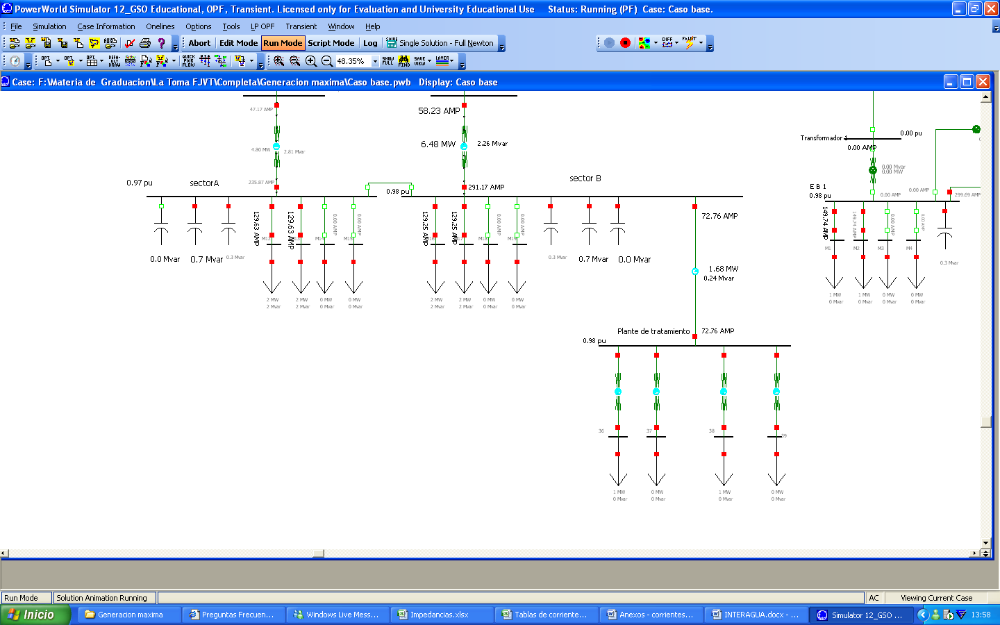 PowerWorld Simulator 12_GSO Educational, OPF, Transient. Licensed only for Evaluation and University Educational Use Status: Running (PF) Case: Caso base.
File Simulation Case Information Onelines Options Tools LP OPF Transient Window Help
Abort Edit Mode Run Mode Script Mode Log Single Solution - Full Newton
48.35%
Case: F:\Materia de Graduacion\La Toma FJVT\Completa\Generacion maxima\Caso base.pwb Display: Caso base
47.17 AMP
58.23 AMP
4.80 MW
2.81 Mvar
6.48 MW
2.26 Mvar
Transformador 1
0.00 pu
0.00 AMP
0.00 Mvar
0.00 MW
0.97 pu
sectorA
235.87 AMP
0.98 pu
291.17 AMP
sector B
E B 1
0.98 pu
0.00 AMP
0.00 AMP
299.69 AMP
129.63 AMP
129.63 AMP
0.00 AMP
0.00 AMP
129.25 AMP
129.25 AMP
0.00 AMP
0.00 AMP
72.76 AMP
149.74 AMP
149.74 AMP
0.00 AMP
0.00 AMP
M12
M14
M15
M18
M19
M1
M2
M3
M4
0.0 Mvar
0.7 Mvar
0.3 Mvar
0.3 Mvar
0.7 Mvar
0.0 Mvar
1.68 MW
0.24 Mvar
0.3 Mvar
2 MW
2 Mvar
2 MW
2 Mvar
0 MW
0 Mvar
0 MW
0 Mvar
2 MW
2 Mvar
2 MW
2 Mvar
0 MW
0 Mvar
0 MW
0 Mvar
1 MW
0 Mvar
1 MW
0 Mvar
0 MW
0 Mvar
0 MW
0 Mvar
Plante de tratamiento
72.76 AMP
0.98 pu
36
37
38
39
1 MW
0 Mvar
0 MW
0 Mvar
1 MW
0 Mvar
0 MW
0 Mvar
Run Mode
Solution Animation Running
AC
Viewing Current Case
Inicio
Generacion maxima
Preguntas Frecuen...
Windows Live Mess...
Impedancias.xlsx
Tablas de corriente...
Anexos - corrientes...
INTERAGUA.docx - ...
Simulator 12_GSO ...
13:58